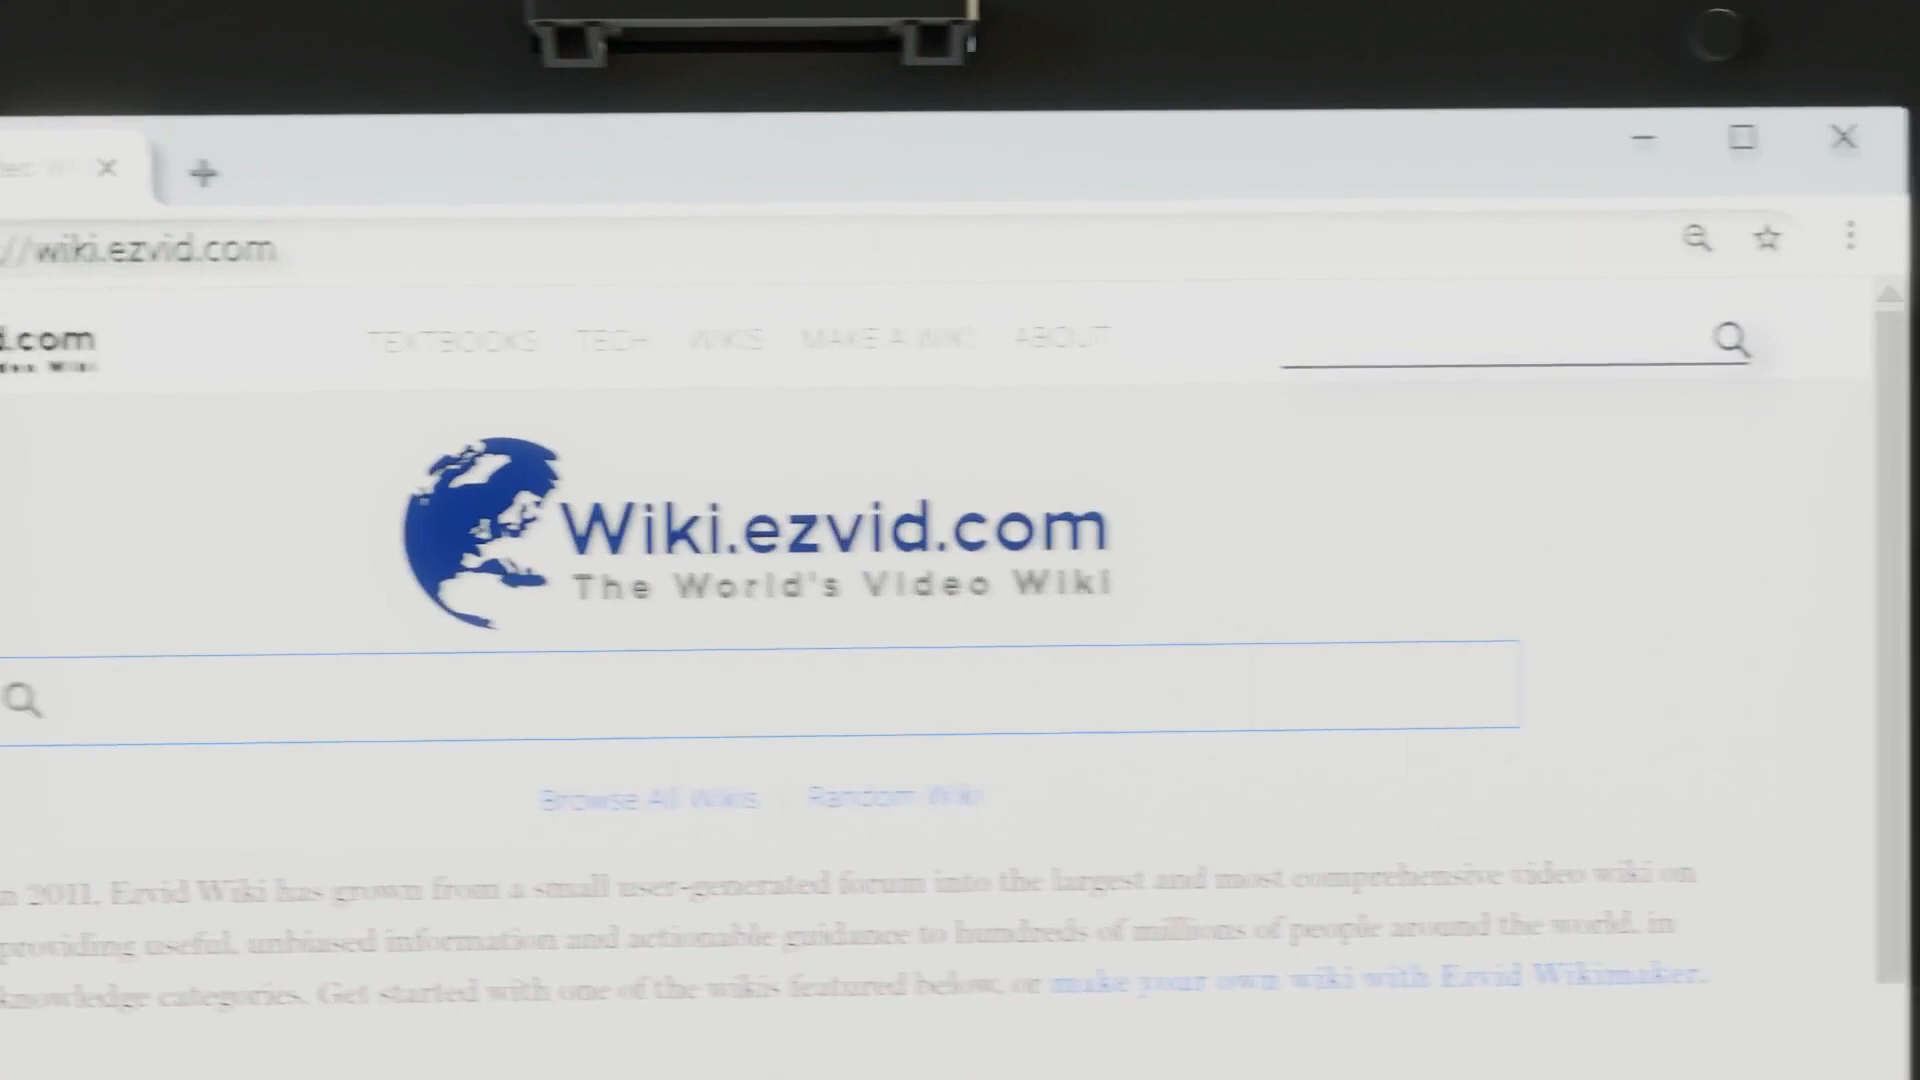 //wiki.ezvid.com
d.com
TEXTBOOKS TECH WIKIS MAKE A WIKI ABOUT
Wiki.ezvid.com
The World's Video Wiki
Browse All Wikis Random Wiki
n 2011, Ezvid Wiki has grown from a small user-generated forum into the largest and most comprehensive video wiki on
providing useful, unbiased information and actionable guidance to hundreds of millions of people around the world, in
knowledge categories. Get started with one of the wikis featured below, or make your own wiki with Ezvid Wikimaker.